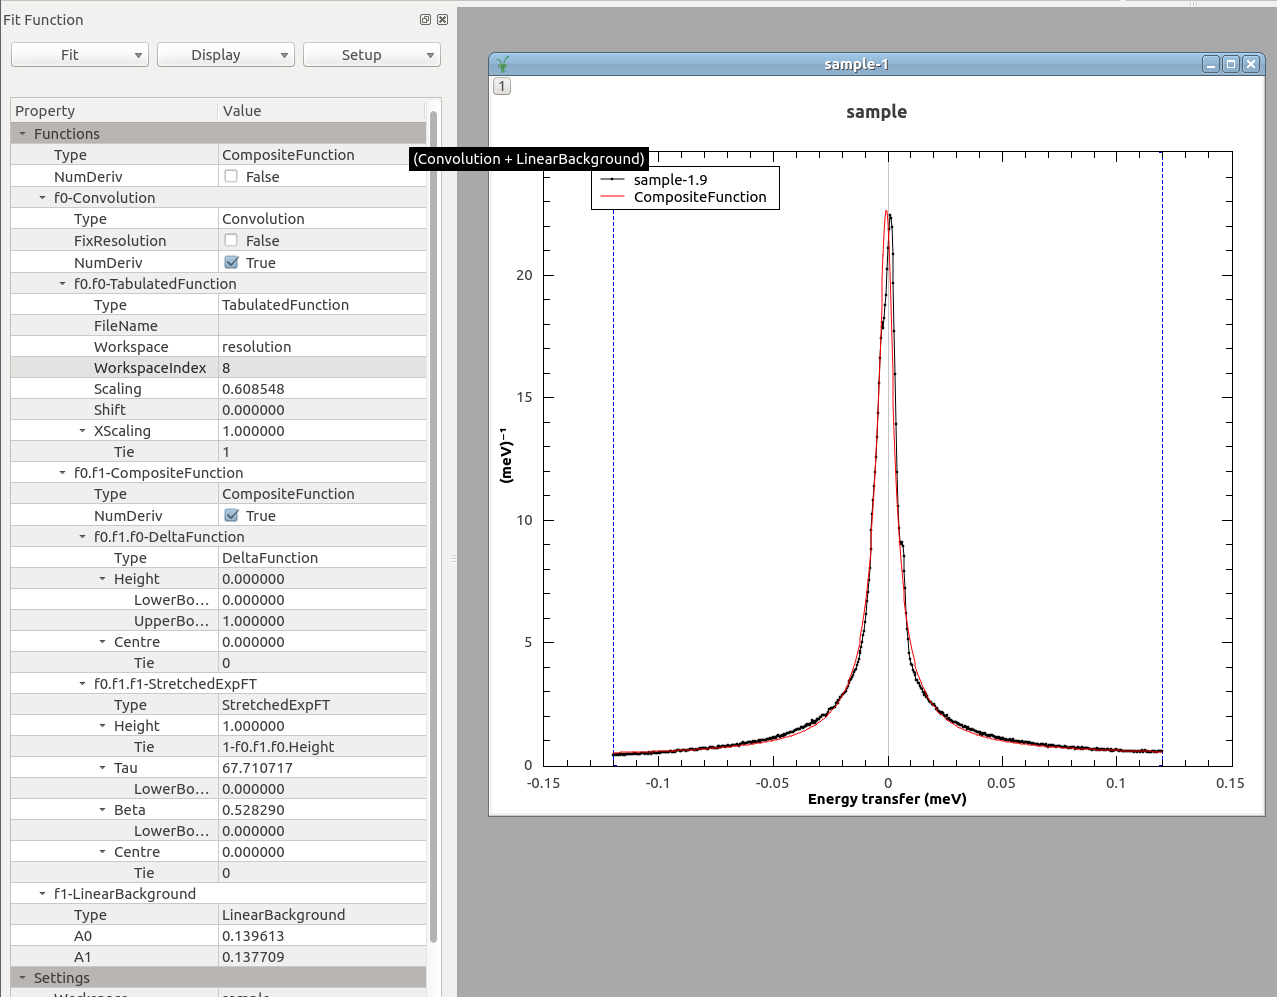 Fit Function
Fit Display Setup
Property Value
Functions
Type CompositeFunction
NumDeriv False
f0-Convolution
Type Convolution
FixResolution False
NumDeriv True
f0.f0-TabulatedFunction
Type TabulatedFunction
FileName
Workspace resolution
WorkspaceIndex 8
Scaling 0.608548
Shift 0.000000
XScaling 1.000000
Tie 1
f0.f1-CompositeFunction
Type CompositeFunction
NumDeriv True
f0.f1.f0-DeltaFunction
Type DeltaFunction
Height 0.000000
LowerBo... 0.000000
UpperBo... 1.000000
Centre 0.000000
Tie 0
f0.f1.f1-StretchedExpFT
Type StretchedExpFT
Height 1.000000
Tie 1-f0.f1.f0.Height
Tau 67.710717
LowerBo... 0.000000
Beta 0.528290
LowerBo... 0.000000
Centre 0.000000
Tie 0
f1-LinearBackground
Type LinearBackground
A0 0.139613
A1 0.137709
Settings
Workspace sample
(Convolution + LinearBackground)
sample-1
1
sample
sample-1.9
CompositeFunction
20
15
10
5
0
(meV)⁻¹
-0.15 -0.1 -0.05 0 0.05 0.1 0.15
Energy transfer (meV)